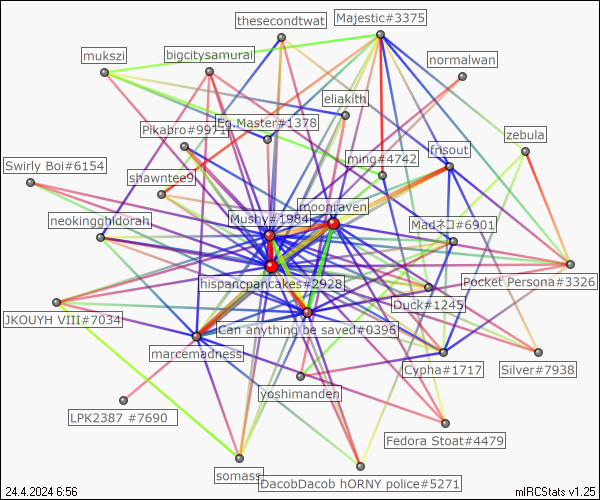 thesecondtwat
Majestic#3375
mukszi
bigcitysamurai
normalwan
eliakith
Eg.Master#1378
Pikabro#9971
zebula
frisout
ming#4742
Swirly Boi#6154
shawntee9
moonraven
Mushy#1984
neokingghidorah
Madネコ#6901
hispancpancakes#2928
Pocket Persona#3326
Duck#1245
JKOUYH VIII#7034
Can anything be saved#0396
marcemadness
Cypha#1717
Silver#7938
yoshimanden
LPK2387 #7690
Fedora Stoat#4479
somass
DacobDacob hORNY police#5271
24.4.2024 6:56
mIRCStats v1.25